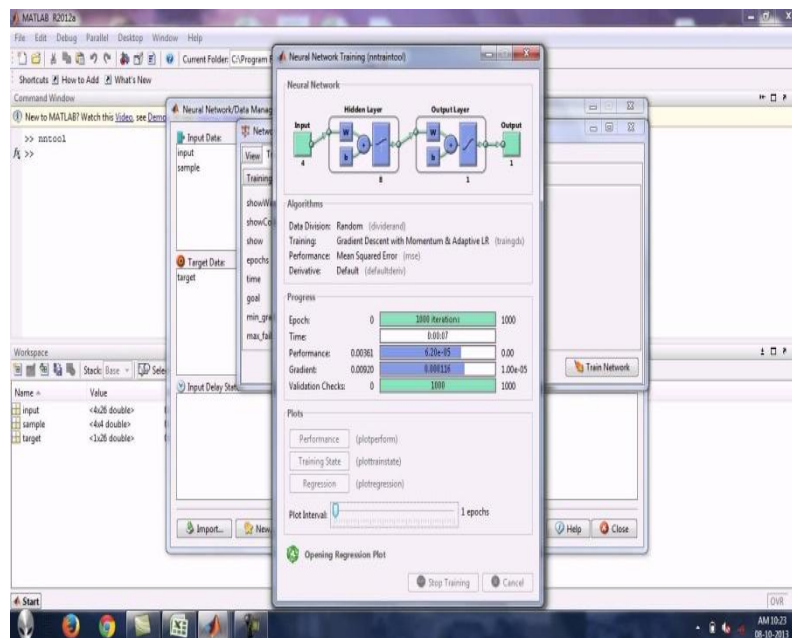 MATLAB R2012a
File Edit Debug Parallel Desktop Window Help
Current Folder: C:\Program
Shortcuts How to Add What's New
Command Window
New to MATLAB? Watch this Video, see Demo
>> nntool
fx >>
Workspace
Stack: Base
Name Value
input <4x26 double>
sample <4x4 double>
target <1x26 double>
Start
OVR
AM 10:23
08-10-2013
Neural Network/Data Manag
Input Data:
input
sample
Target Data:
target
Input Delay
Import...
New
Help
Close
View
Training
show
epochs
time
goal
max_fail
Train Network
Neural Network Training (nntraintool)
Neural Network
Hidden Layer Output Layer
Input Output
W W
b b
4 8 1 1
Algorithms
Data Division: Random (dividerand)
Training: Gradient Descent with Momentum & Adaptive LR (traingdx)
Performance: Mean Squared Error (mse)
Derivative: Default (defaultderiv)
Progress
Epoch: 0 1000 iterations 1000
Time: 0:00:07
Performance: 0.00361 6.20e-05 0.00
Gradient: 0.00920 0.000116 1.00e-05
Validation Checks: 0 1000 1000
Plots
Performance (plotperform)
Training State (plottrainstate)
Regression (plotregression)
Plot Interval: 1 epochs
Opening Regression Plot
Stop Training Cancel